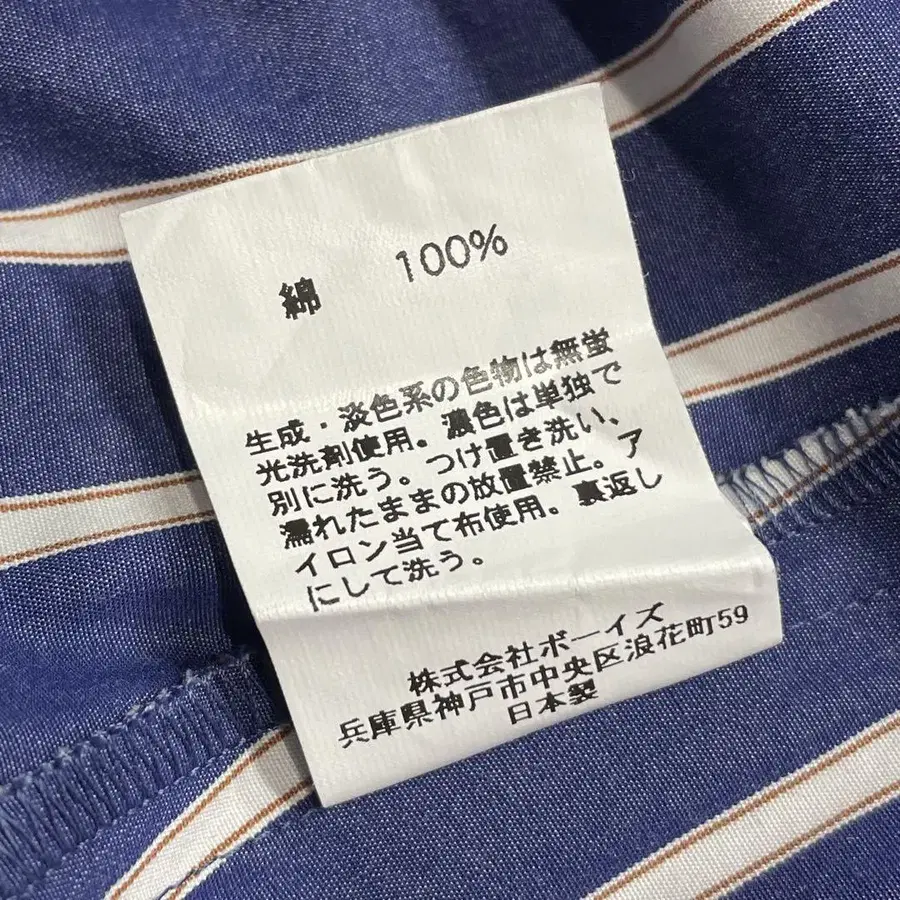 綿 100%
生成・淡色系の色物は無蛍
光洗剤使用。濃色は単独で
別に洗う。つけ置き洗い、
濡れたままの放置禁止。ア
イロン当て布使用。裏返し
にして洗う。
株式会社ボーイズ
兵庫県神戸市中央区浪花町59
日本製